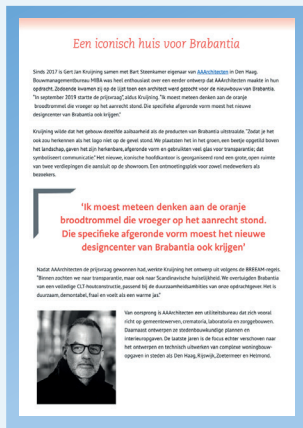 Een iconisch huis voor Brabantia
Sinds 2017 is Gert Jan Kruijning samen met Bart Steenkamer eigenaar van AAArchitecten in Den Haag.
Bouwmanagementbureau MIBA was heel enthousiast over een eerder ontwerp dat AAArchitecten maakte in hun
opdracht. Zodoende kwamen zij op de lijst toen een architect werd gezocht voor de nieuwbouw van Brabantia.
"In september 2019 startte de prijsvraag", aldus Kruijning. "Ik moest meteen denken aan de oranje
broodtrommel die vroeger op het aanrecht stond. Die specifieke afgeronde vorm moest het nieuwe
designcenter van Brabantia ook krijgen."
Kruijning wilde dat het gebouw dezelfde aaibaarheid als de producten van Brabantia uitstraalde. "Zodat je het
ook zou herkennen als het logo niet op de gevel stond. We plaatsten het in het groen, een beetje opgetild boven
het landschap, gaven het zijn herkenbare, afgeronde vorm en gebruikten veel glas voor transparantie; dat
symboliseert communicatie." Het nieuwe, iconische hoofdkantoor is georganiseerd rond een grote, open ruimte
van twee verdiepingen die aansluit op de showroom. Een ontmoetingsplek voor zowel medewerkers als
bezoekers.
'Ik moest meteen denken aan de oranje
broodtrommel die vroeger op het aanrecht stond.
Die specifieke afgeronde vorm moest het nieuwe
designcenter van Brabantia ook krijgen'
Nadat AAArchitecten de prijsvraag gewonnen had, werkte Kruijning het ontwerp uit volgens de BREEAM-regels.
"Binnen zochten we naar transparantie, maar ook naar Scandinavische huiselijkheid. We overtuigden Brabantia
van een volledige CLT-houtconstructie, passend bij de duurzaamheidsambities van onze opdrachtgever. Het is
duurzaam, demontabel, fraai en voelt als een warme jas."
Van oorsprong is AAArchitecten een utiliteitsbureau dat zich vooral
richt op gemeentewerven, crematoria, laboratoria en zorggebouwen.
Daarnaast ontwerpen ze stedenbouwkundige plannen en
interieuropgaven. De laatste jaren is de focus echter verschoven naar
het ontwerpen en technisch uitwerken van complexe woningbouw-
opgaven in steden als Den Haag, Rijswijk, Zoetermeer en Helmond.